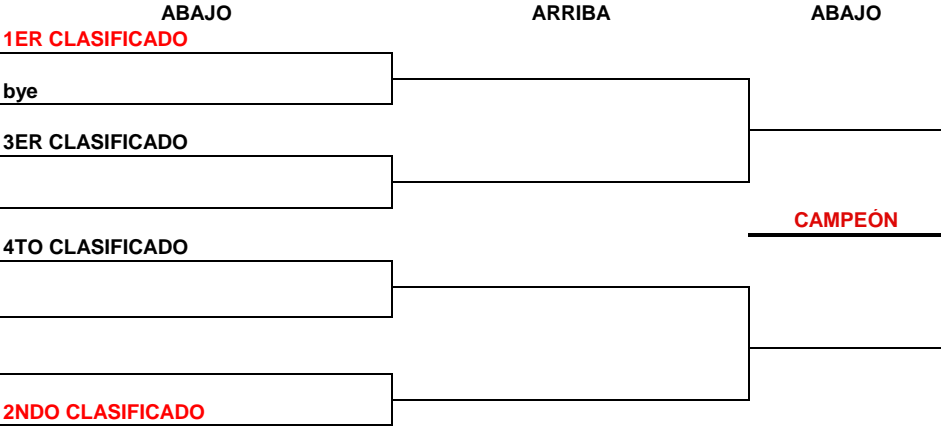 ABAJO ARRIBA ABAJO
1ER CLASIFICADO
bye
3ER CLASIFICADO
CAMPEÓN
4TO CLASIFICADO
2NDO CLASIFICADO